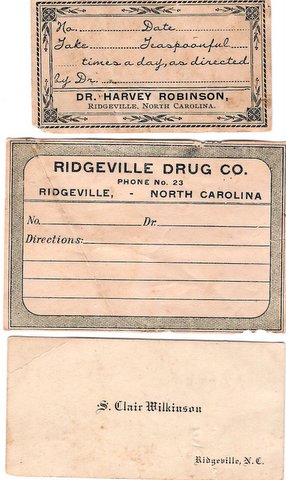 No. Date
Take Teaspoonful
times a day, as directed
by Dr.
DR. HARVEY ROBINSON,
RIDGEVILLE, NORTH CAROLINA.
RIDGEVILLE DRUG CO.
PHONE NO. 23
RIDGEVILLE, - NORTH CAROLINA
No. Dr.
Directions:
S. Clair Wilkinson
Ridgeville, N. C.